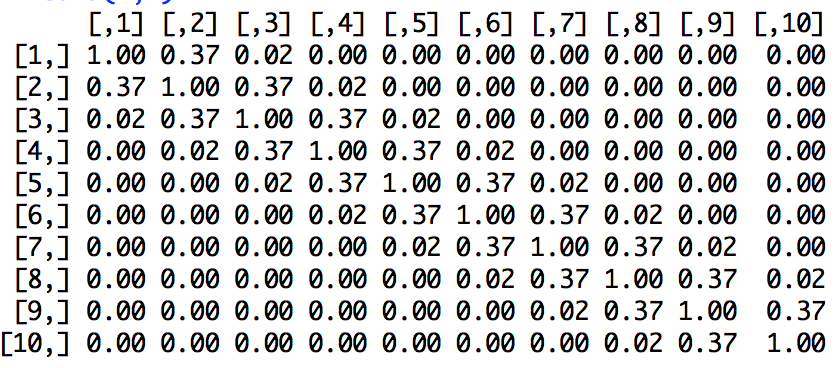 [,1] [,2] [,3] [,4] [,5] [,6] [,7] [,8] [,9] [,10]
[1,] 1.00 0.37 0.02 0.00 0.00 0.00 0.00 0.00 0.00 0.00
[2,] 0.37 1.00 0.37 0.02 0.00 0.00 0.00 0.00 0.00 0.00
[3,] 0.02 0.37 1.00 0.37 0.02 0.00 0.00 0.00 0.00 0.00
[4,] 0.00 0.02 0.37 1.00 0.37 0.02 0.00 0.00 0.00 0.00
[5,] 0.00 0.00 0.02 0.37 1.00 0.37 0.02 0.00 0.00 0.00
[6,] 0.00 0.00 0.00 0.02 0.37 1.00 0.37 0.02 0.00 0.00
[7,] 0.00 0.00 0.00 0.00 0.02 0.37 1.00 0.37 0.02 0.00
[8,] 0.00 0.00 0.00 0.00 0.00 0.02 0.37 1.00 0.37 0.02
[9,] 0.00 0.00 0.00 0.00 0.00 0.00 0.02 0.37 1.00 0.37
[10,] 0.00 0.00 0.00 0.00 0.00 0.00 0.00 0.02 0.37 1.00